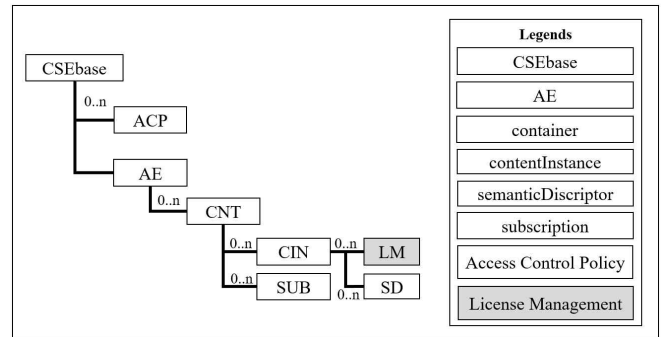 CSEbase
0..n
ACP
AE
0..n
CNT
0..n
CIN
0..n
LM
0..n
SUB
0..n
SD
Legends
CSEbase
AE
container
contentInstance
semanticDiscriptor
subscription
Access Control Policy
License Management